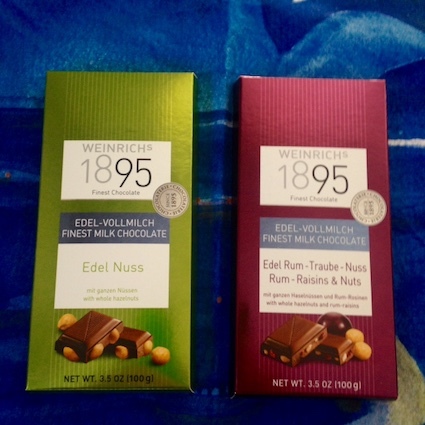 WEINRICHS
1895
Finest Chocolate
EDEL-VOLLMILCH
FINEST MILK CHOCOLATE
Edel Nuss
mit ganzen Nüssen
with whole hazelnuts
NET WT. 3.5 OZ (100g)
WEINRICHS
1895
Finest Chocolate
EDEL-VOLLMILCH
FINEST MILK CHOCOLATE
Edel Rum-Traube-Nuss
Rum-Raisins & Nuts
mit ganzen Haselnüssen und Rum-Rosinen
with whole hazelnuts and rum-raisins
NET WT. 3.5 OZ (100g)